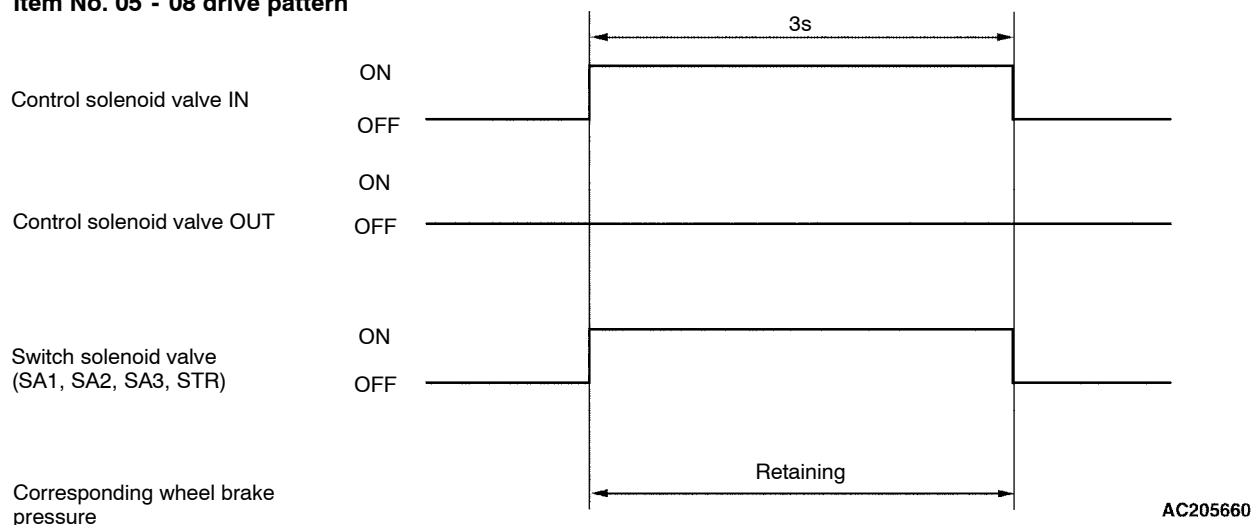 Item No. 05 - 08 drive pattern
3s
ON
Control solenoid valve IN
OFF
ON
Control solenoid valve OUT
OFF
ON
Switch solenoid valve
(SA1, SA2, SA3, STR)
OFF
Retaining
Corresponding wheel brake
pressure
AC205660